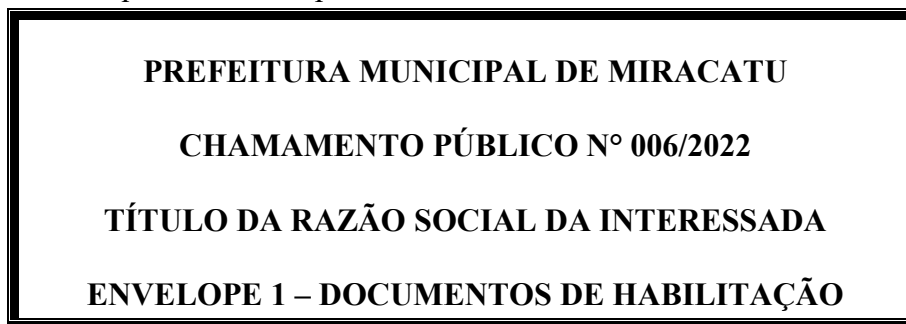 PREFEITURA MUNICIPAL DE MIRACATU
CHAMAMENTO PÚBLICO N° 006/2022
TÍTULO DA RAZÃO SOCIAL DA INTERESSADA
ENVELOPE 1 – DOCUMENTOS DE HABILITAÇÃO